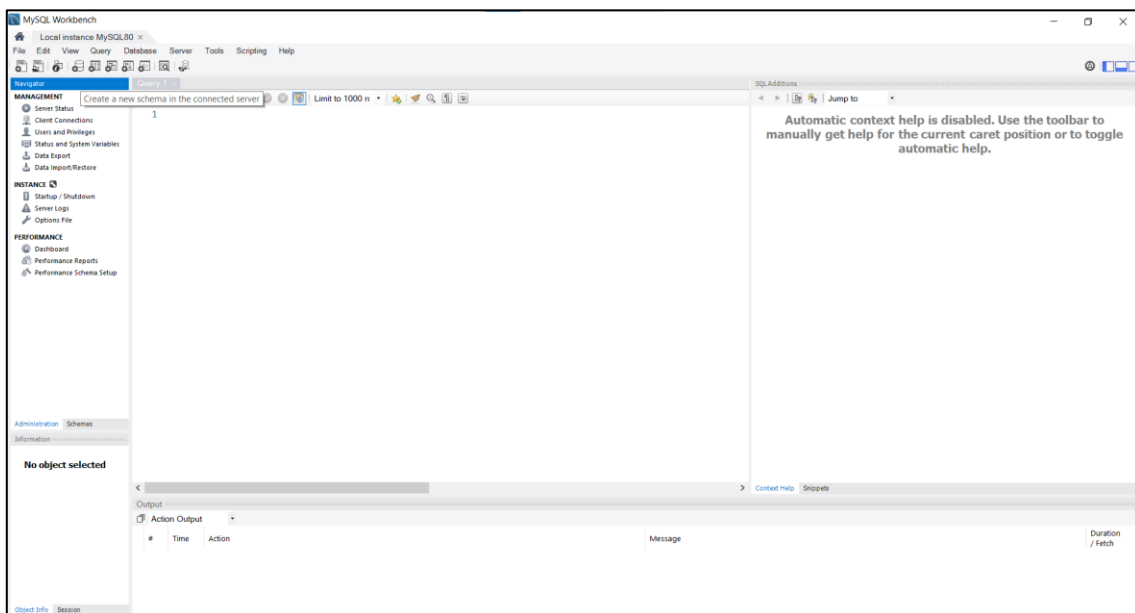 MySQL Workbench
Local instance MySQL80 ×
File Edit View Query Database Server Tools Scripting Help
Navigator
Query 1 ×
SQLAdditions
MANAGEMENT
Create a new schema in the connected server
Limit to 1000 n
Jump to
Server Status
Client Connections
Users and Privileges
Status and System Variables
Data Export
Data Import/Restore
INSTANCE
Startup / Shutdown
Server Logs
Options File
PERFORMANCE
Dashboard
Performance Reports
Performance Schema Setup
1
Automatic context help is disabled. Use the toolbar to
manually get help for the current caret position or to toggle
automatic help.
Administration Schemas
Information
No object selected
Context Help Snippets
Output
Action Output
# Time Action Message Duration
/ Fetch
Object Info Session